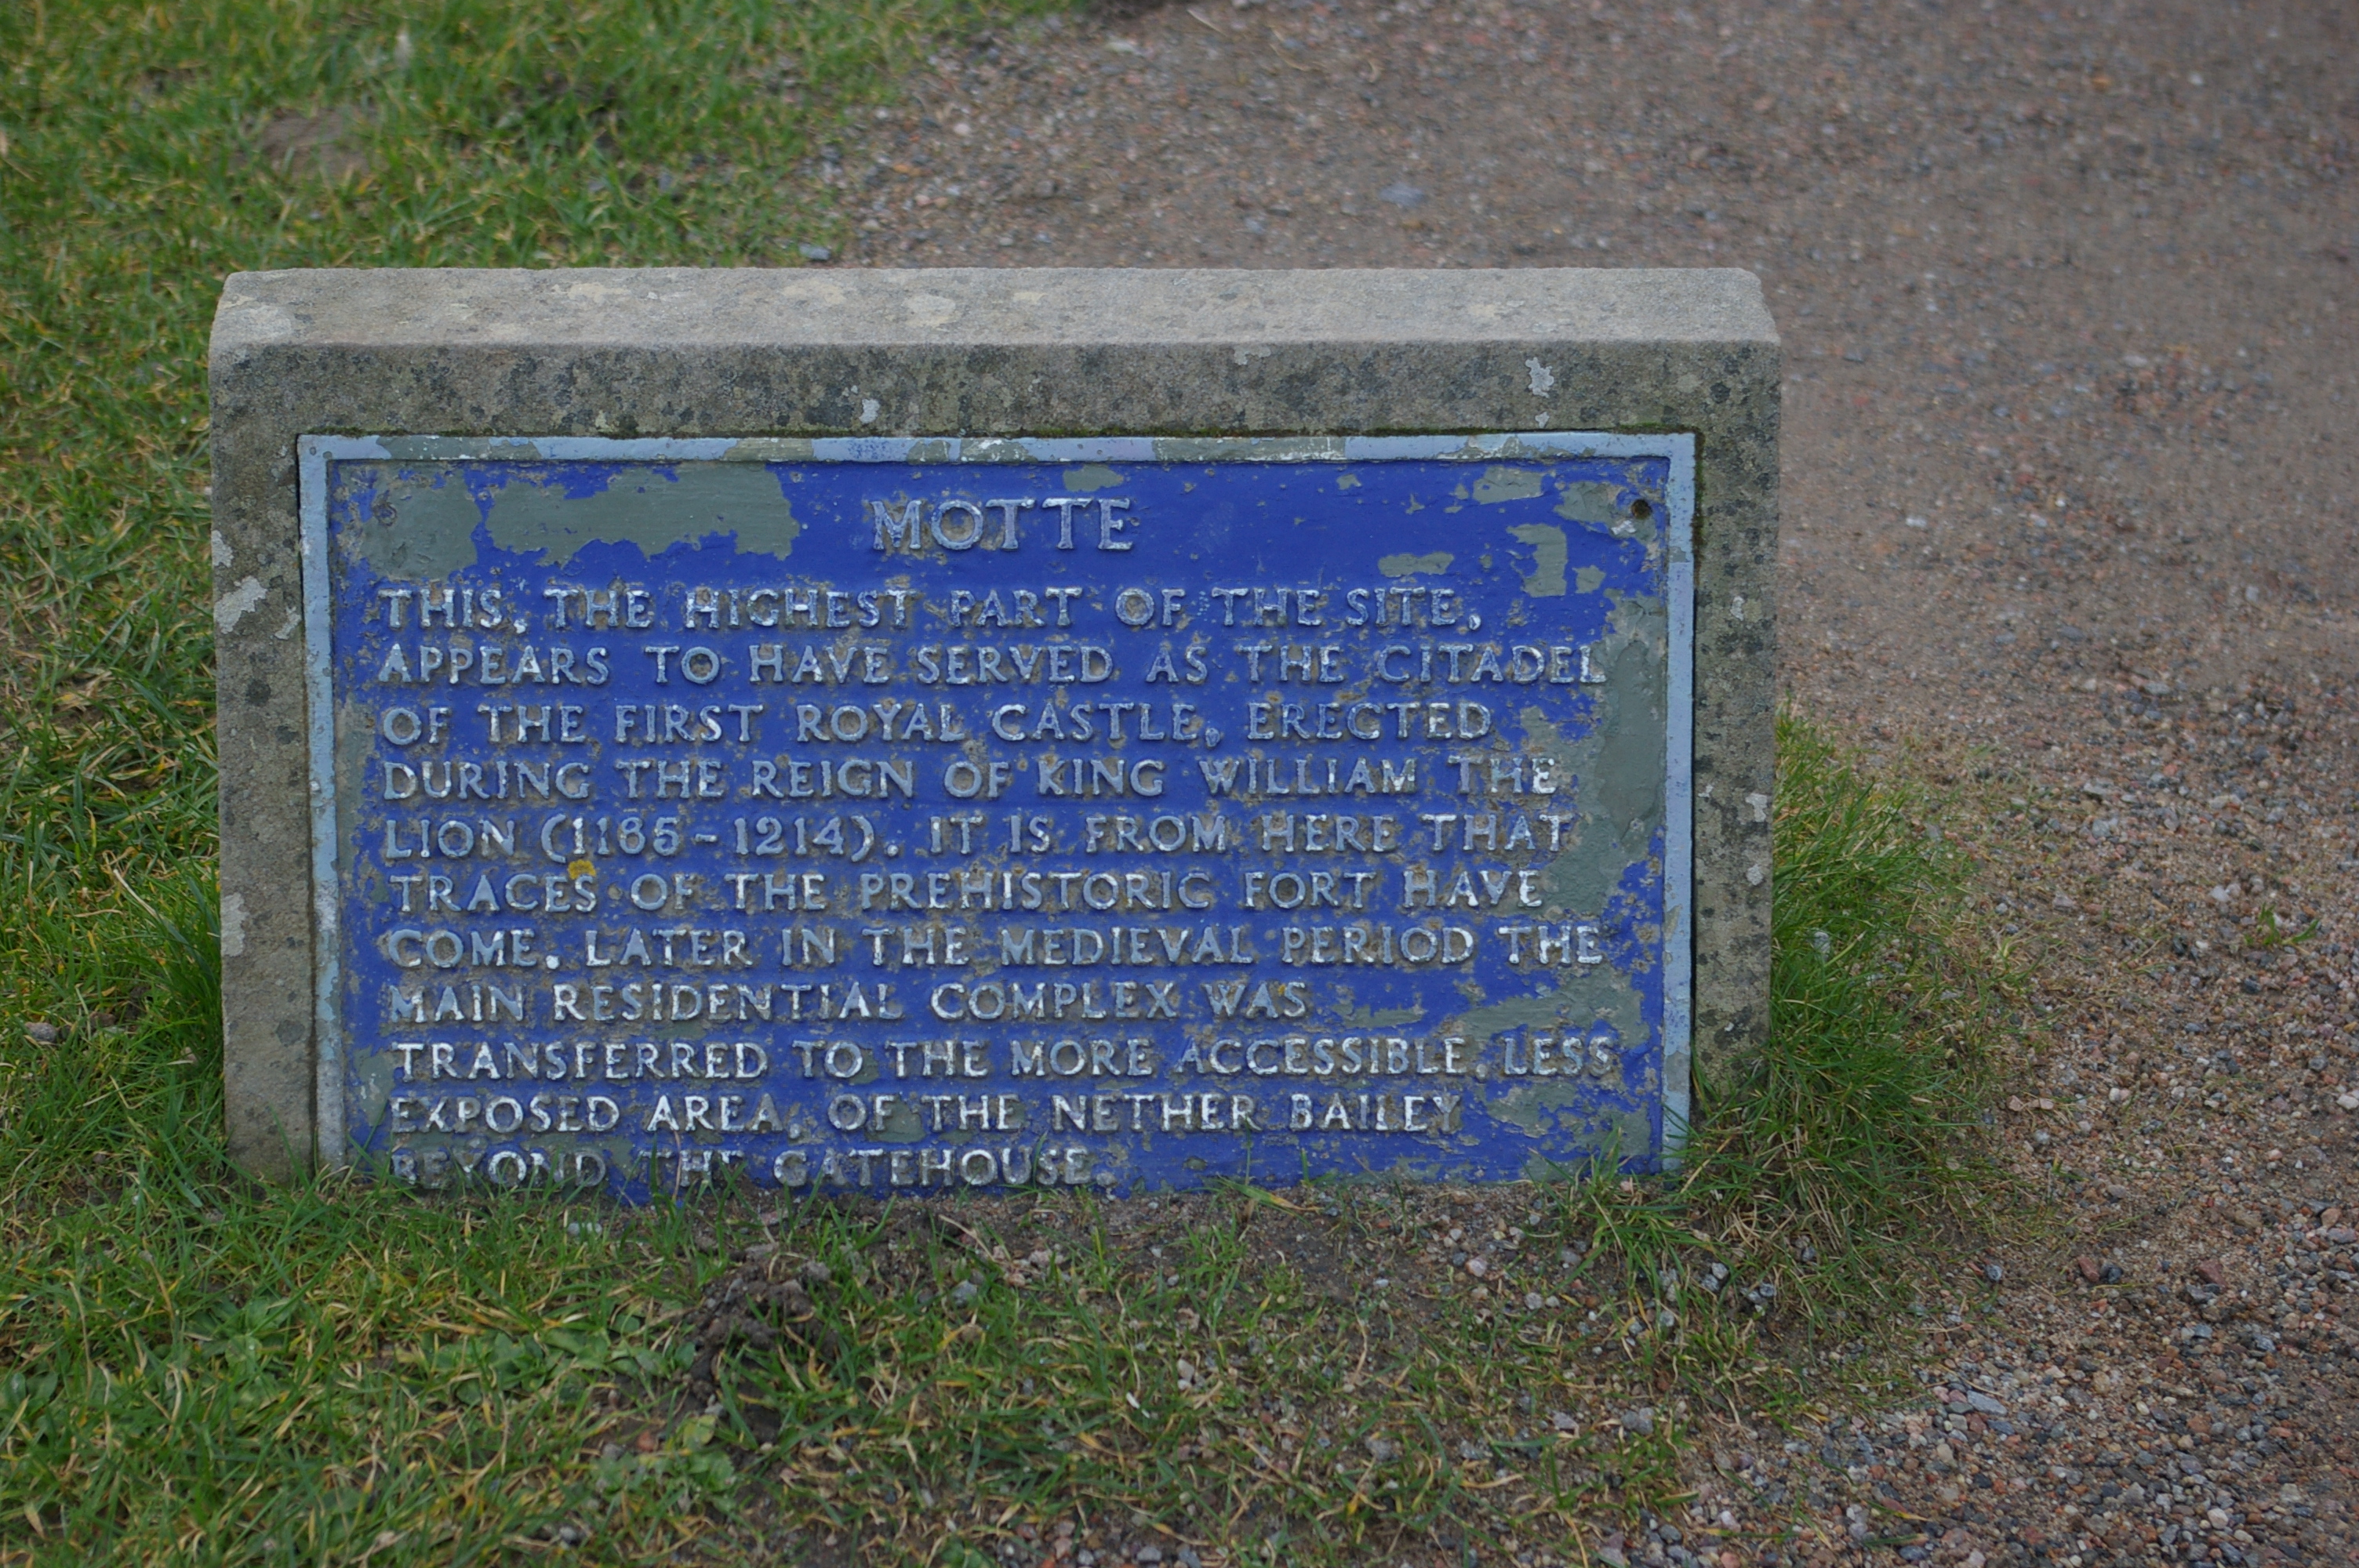 MOTTE
THIS, THE HIGHEST PART OF THE SITE,
APPEARS TO HAVE SERVED AS THE CITADEL
OF THE FIRST ROYAL CASTLE, ERECTED
DURING THE REIGN OF KING WILLIAM THE
LION (1165-1214). IT IS FROM HERE THAT
TRACES OF THE PREHISTORIC FORT HAVE
COME. LATER IN THE MEDIEVAL PERIOD THE
MAIN RESIDENTIAL COMPLEX WAS
TRANSFERRED TO THE MORE ACCESSIBLE, LESS
EXPOSED AREA, OF THE NETHER BAILEY
BEYOND THE GATEHOUSE.